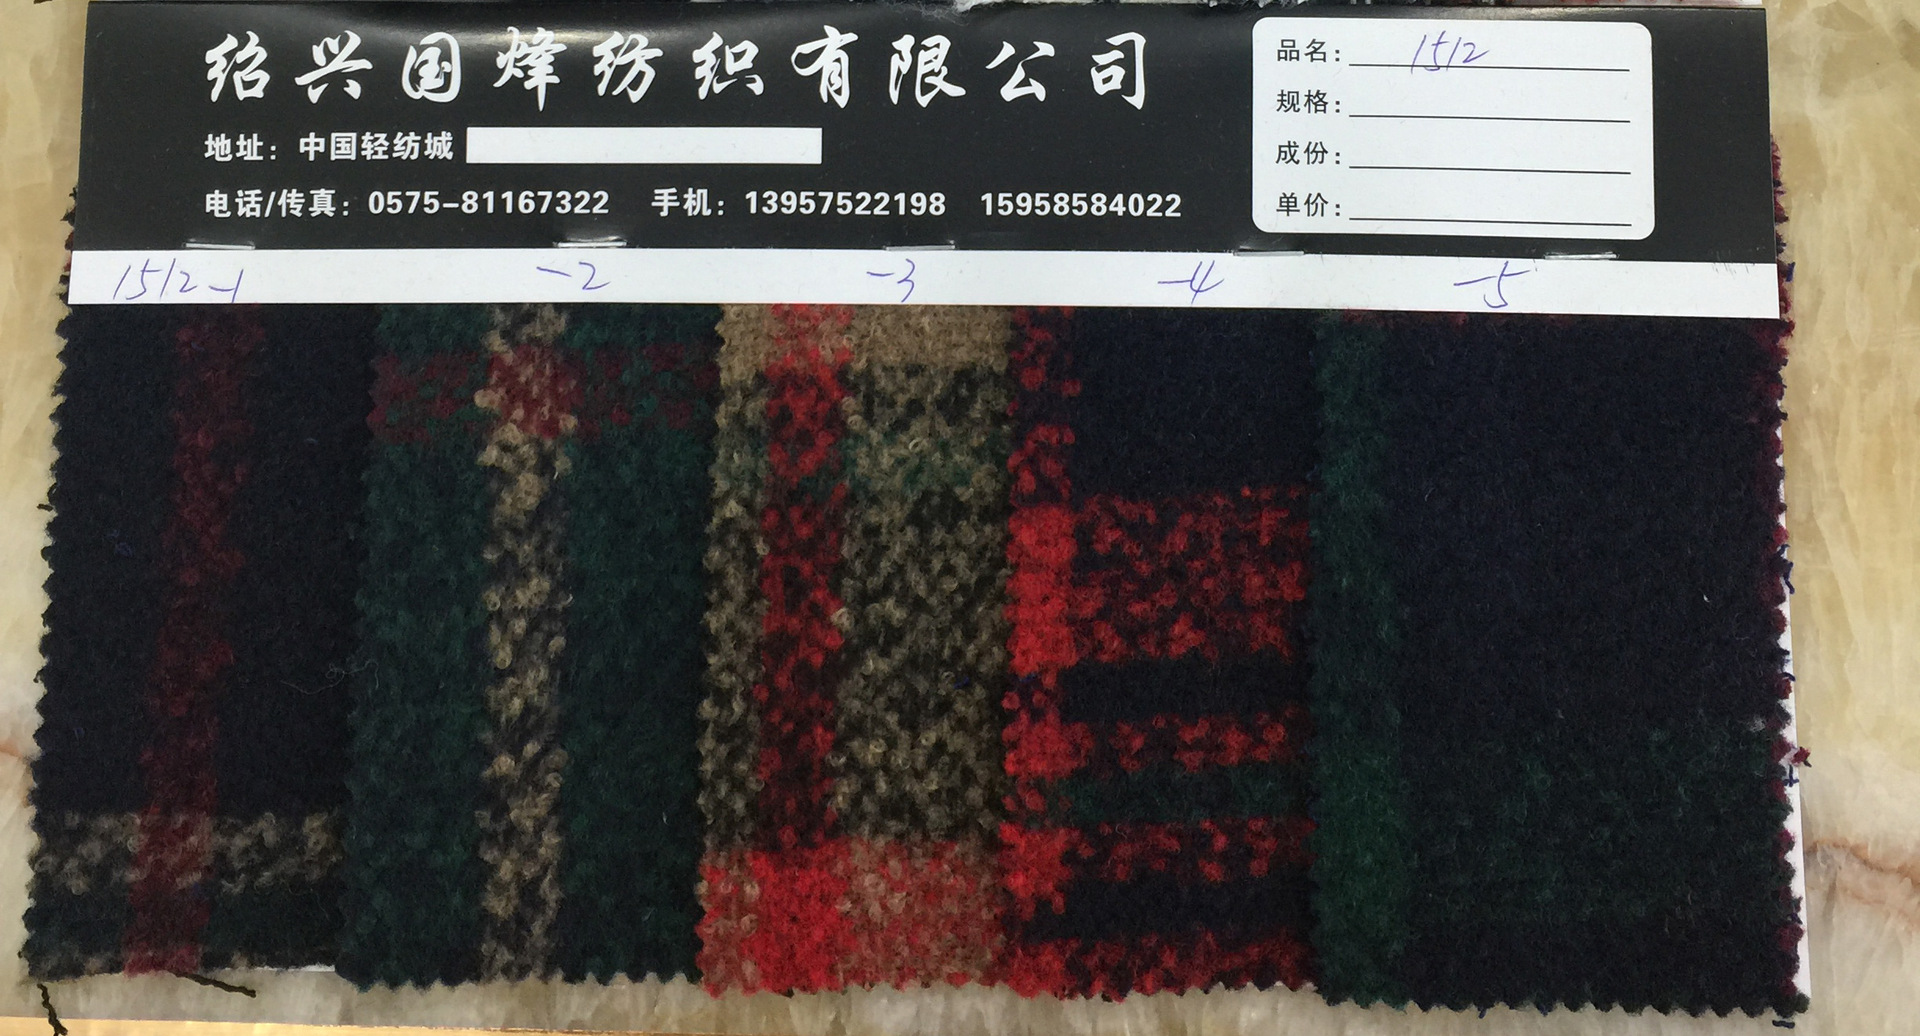 绍兴国烽纺织有限公司
地址：中国轻纺城
电话/传真：0575-81167322 手机：13957522198 15958584022
品名：1512
规格：
成份：
单价：
1512-1 -2 -3 -4 -5